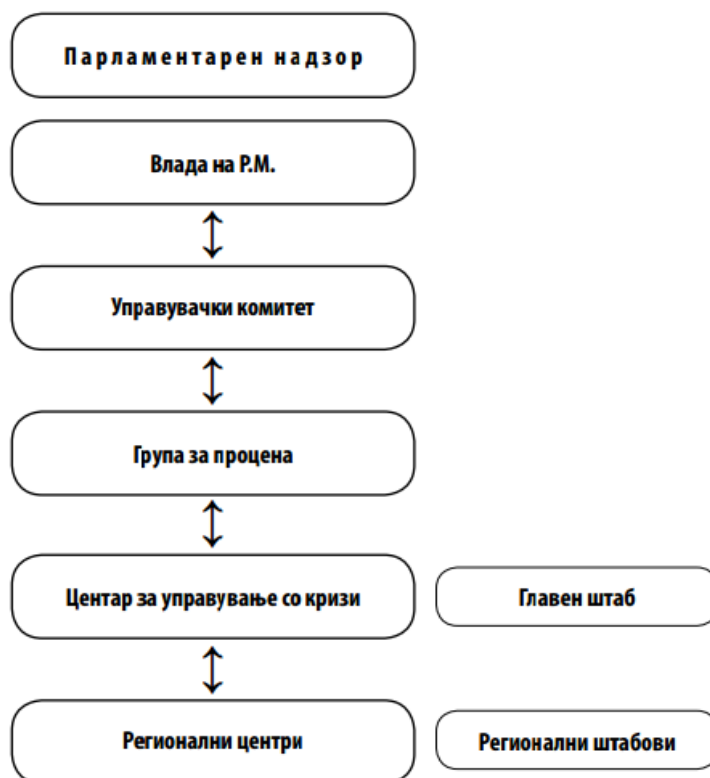 Парламентарен надзор
Влада на Р.М.
Управувачки комитет
Група за процена
Центар за управување со кризи
Главен штаб
Регионални центри
Регионални штабови